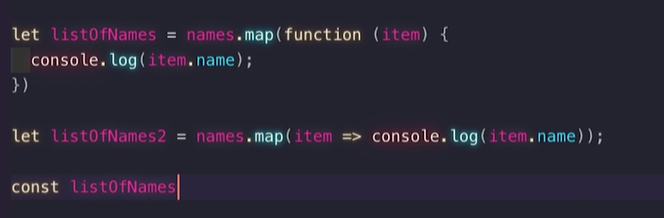 let listOfNames = names.map(function (item) {
  console.log(item.name);
})
let listOfNames2 = names.map(item => console.log(item.name));
const listOfNames